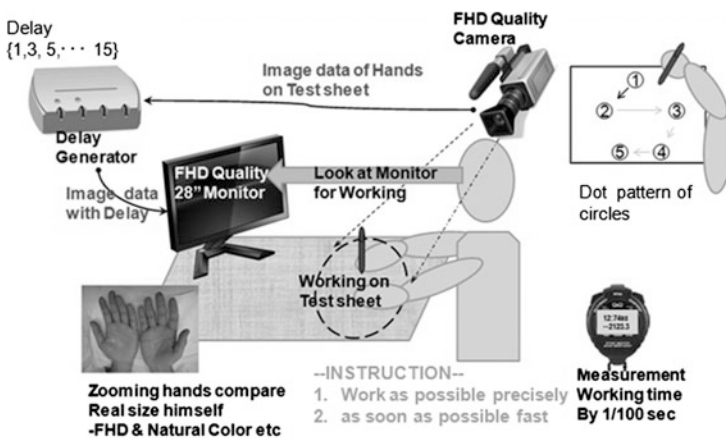 Delay
{1,3, 5,··· 15}
FHD Quality
Camera
Image data of Hands
on Test sheet
Delay
Generator
FHD Quality
28” Monitor
Look at Monitor
for Working
Image data
with Delay
1
2
3
5
4
Dot pattern of
circles
Working on
Test sheet
Zooming hands compare
Real size himself
-FHD & Natural Color etc
--INSTRUCTION--
1. Work as possible precisely
2. as soon as possible fast
Measurement
Working time
By 1/100 sec